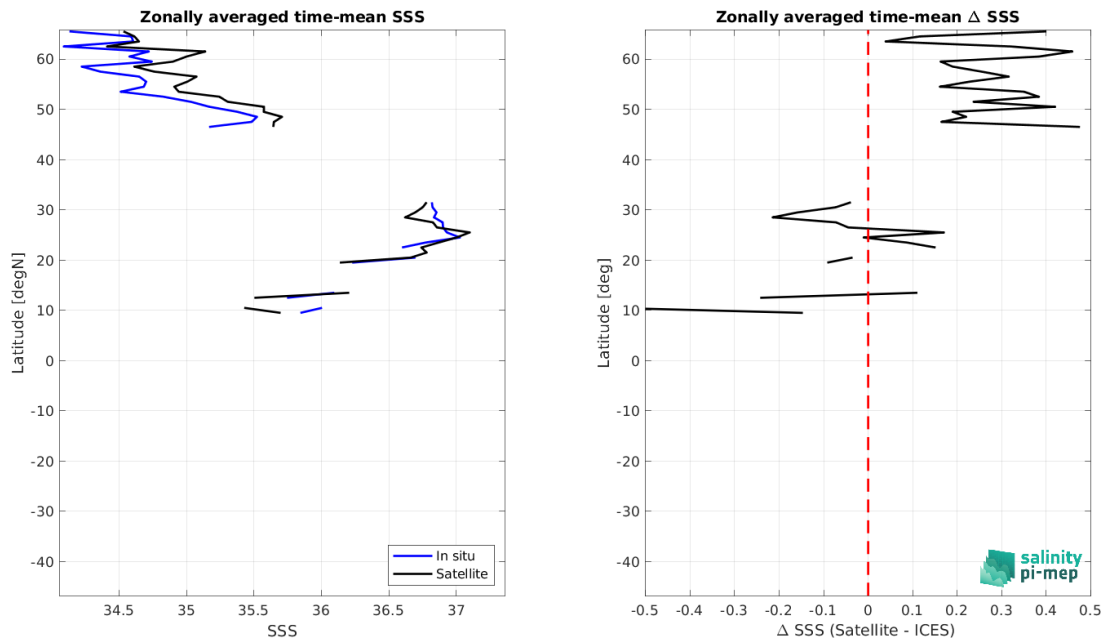 Zonally averaged time-mean SSS
60
50
40
30
20
10
0
-10
-20
-30
-40
Latitude [degN]
34.5 35 35.5 36 36.5 37
SSS
In situ
Satellite
Zonally averaged time-mean Δ SSS
60
50
40
30
20
10
0
-10
-20
-30
-40
Latitude [deg]
-0.5 -0.4 -0.3 -0.2 -0.1 0 0.1 0.2 0.3 0.4 0.5
Δ SSS (Satellite - ICES)
salinity
pi-mep